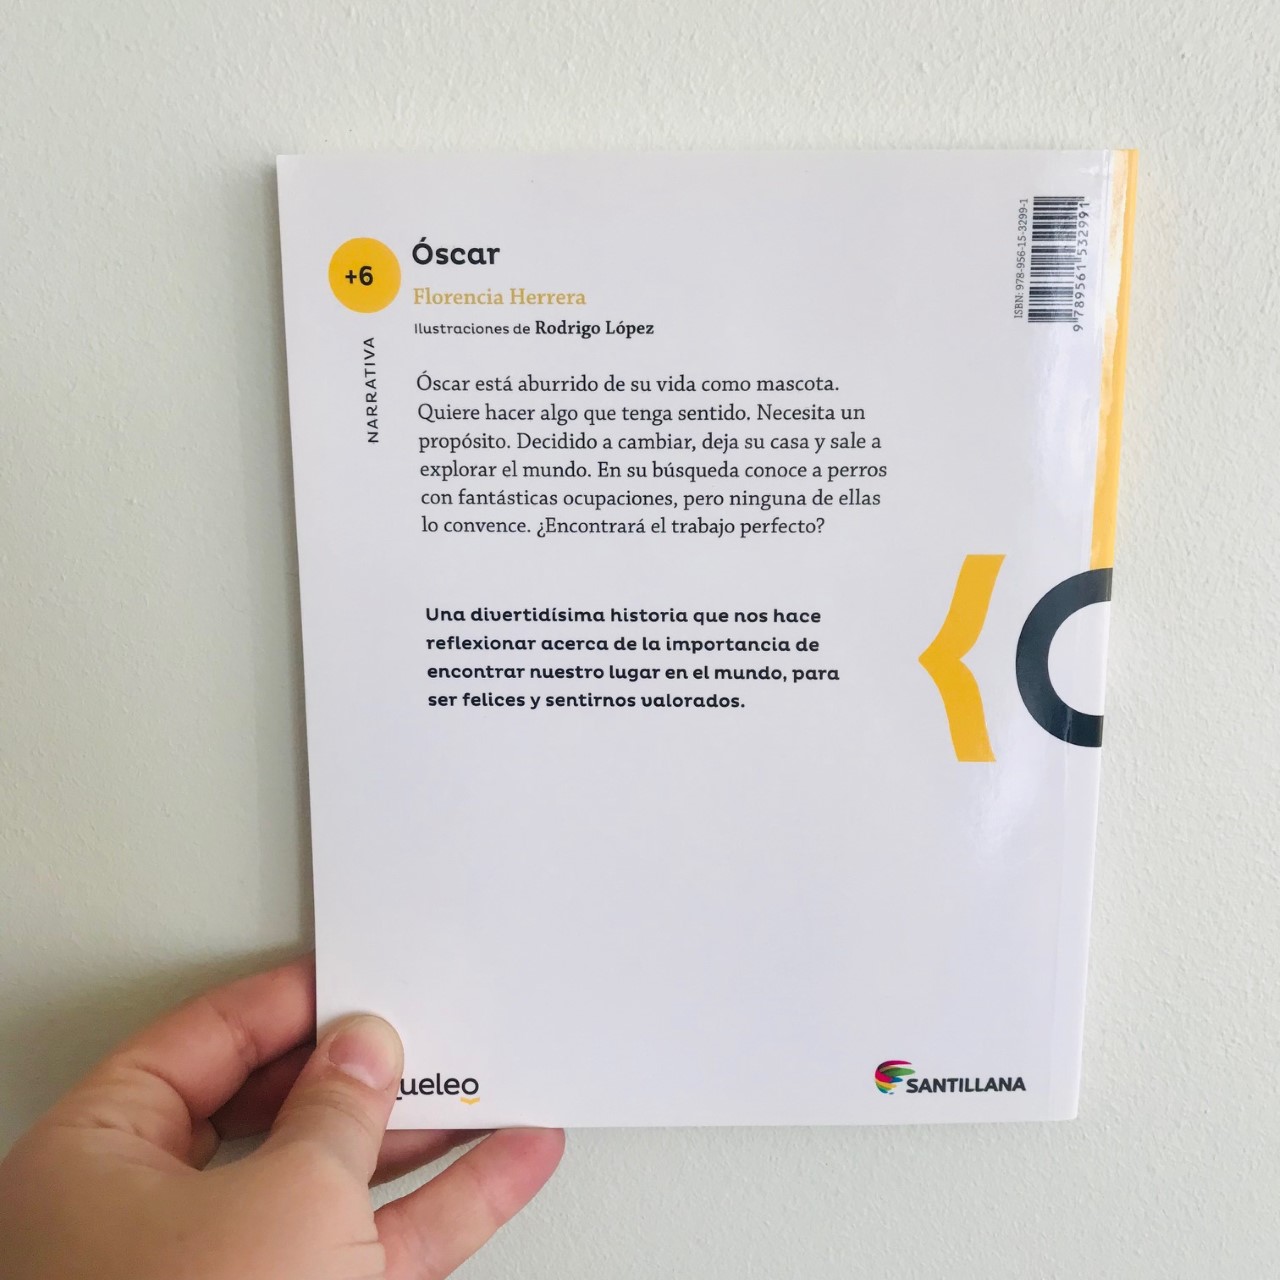 +6
NARRATIVA
Óscar
Florencia Herrera
Ilustraciones de Rodrigo López
Óscar está aburrido de su vida como mascota.
Quiere hacer algo que tenga sentido. Necesita un
propósito. Decidido a cambiar, deja su casa y sale a
explorar el mundo. En su búsqueda conoce a perros
con fantásticas ocupaciones, pero ninguna de ellas
lo convence. ¿Encontrará el trabajo perfecto?
Una divertidísima historia que nos hace
reflexionar acerca de la importancia de
encontrar nuestro lugar en el mundo, para
ser felices y sentirnos valorados.
ISBN: 978-956-15-3299-1
9 789561 532991
SANTILLANA